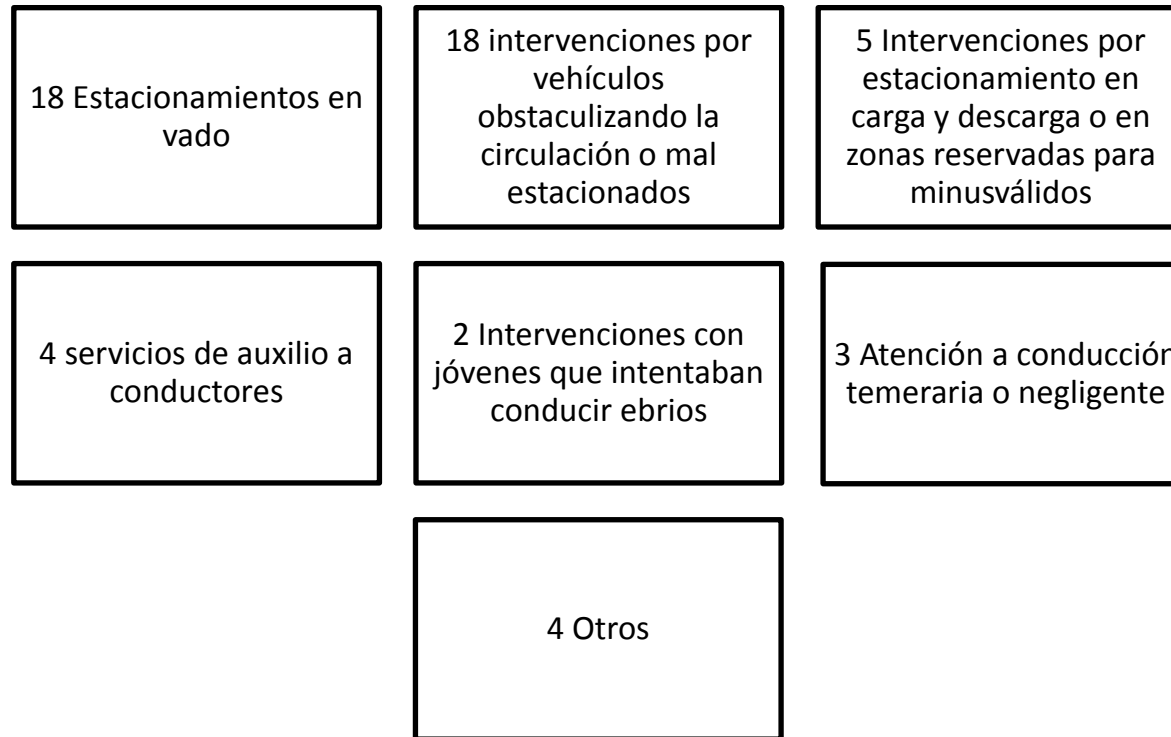 18 Estacionamientos en
vado
18 intervenciones por
vehículos
obstaculizando la
circulación o mal
estacionados
5 Intervenciones por
estacionamiento en
carga y descarga o en
zonas reservadas para
minusválidos
4 servicios de auxilio a
conductores
2 Intervenciones con
jóvenes que intentaban
conducir ebrios
3 Atención a conducción
temeraria o negligente
4 Otros